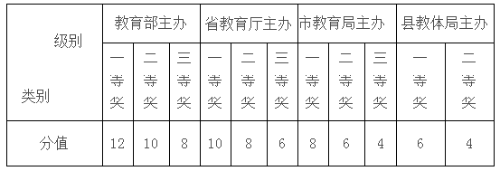 级别
类别
教育部主办 省教育厅主办 市教育局主办 县教体局主办
一等奖 二等奖 三等奖 一等奖 二等奖 三等奖 一等奖 二等奖 三等奖 一等奖 二等奖
分值 12 10 8 10 8 6 8 6 4 6 4